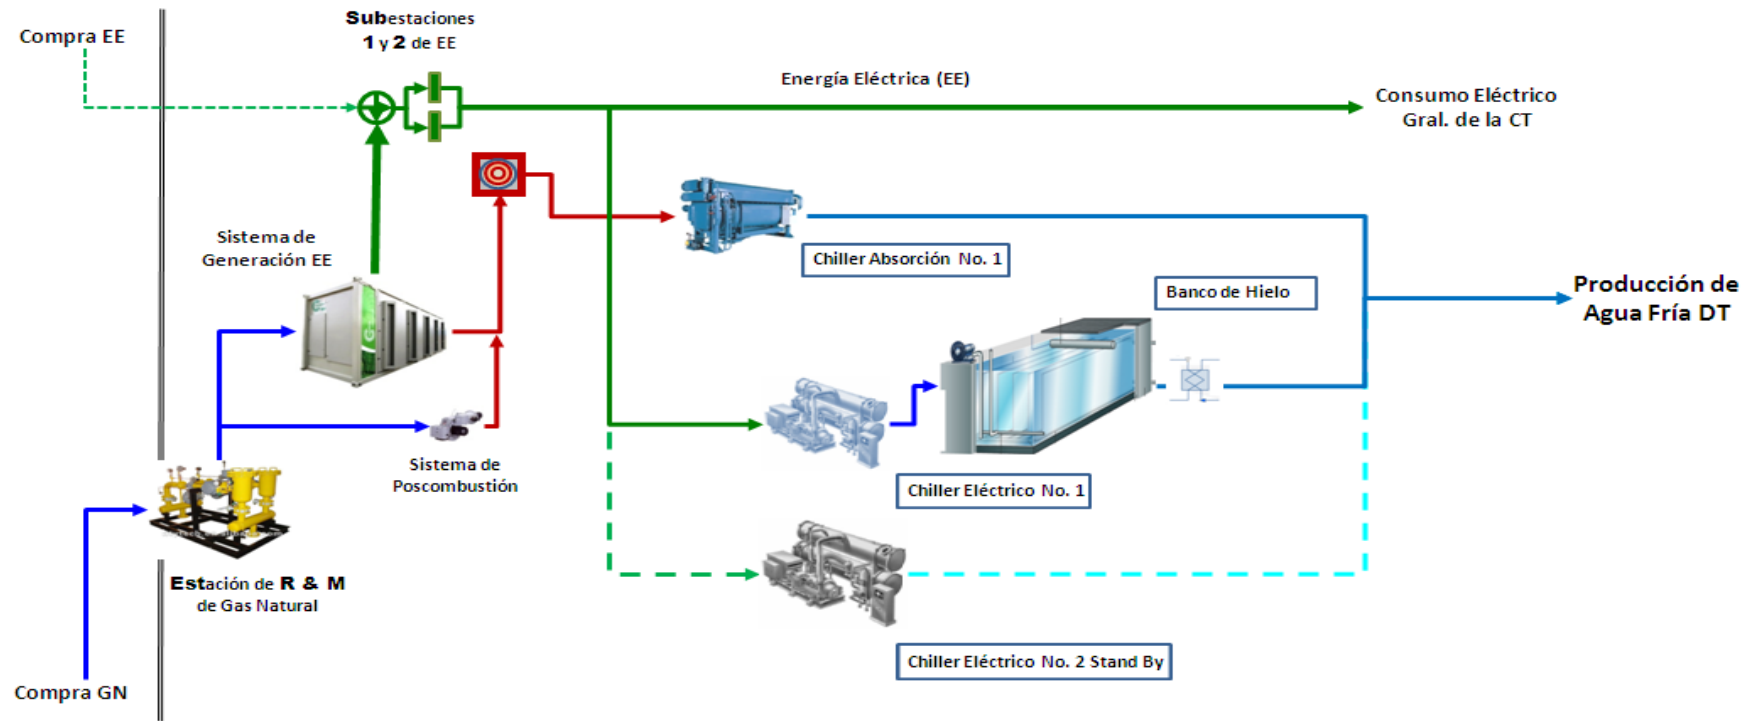 Compra EE
Subestaciones
1 y 2 de EE
Energía Eléctrica (EE)
Consumo Eléctrico
Gral. de la CT
Sistema de
Generación EE
Chiller Absorción No. 1
Banco de Hielo
Producción de
Agua Fría DT
Sistema de
Poscombustión
Chiller Eléctrico No. 1
Estación de R & M
de Gas Natural
Chiller Eléctrico No. 2 Stand By
Compra GN